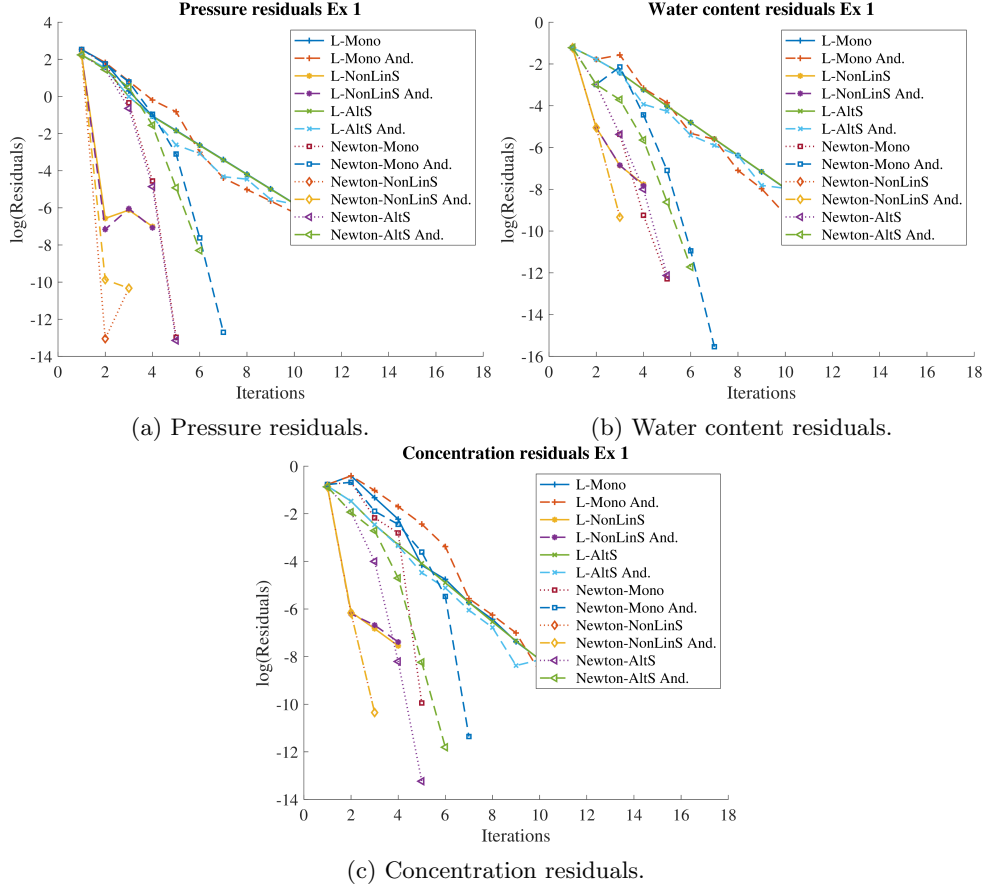 Pressure residuals Ex 1
4
2
0
-2
-4
-6
-8
-10
-12
-14
log(Residuals)
0 2 4 6 8 10 12 14 16 18
Iterations
L-Mono
L-Mono And.
L-NonLinS
L-NonLinS And.
L-AltS
L-AltS And.
Newton-Mono
Newton-Mono And.
Newton-NonLinS
Newton-NonLinS And.
Newton-AltS
Newton-AltS And.
(a) Pressure residuals.
Water content residuals Ex 1
0
-2
-4
-6
-8
-10
-12
-14
-16
log(Residuals)
0 2 4 6 8 10 12 14 16 18
Iterations
L-Mono
L-Mono And.
L-NonLinS
L-NonLinS And.
L-AltS
L-AltS And.
Newton-Mono
Newton-Mono And.
Newton-NonLinS
Newton-NonLinS And.
Newton-AltS
Newton-AltS And.
(b) Water content residuals.
Concentration residuals Ex 1
0
-2
-4
-6
-8
-10
-12
-14
log(Residuals)
0 2 4 6 8 10 12 14 16 18
Iterations
L-Mono
L-Mono And.
L-NonLinS
L-NonLinS And.
L-AltS
L-AltS And.
Newton-Mono
Newton-Mono And.
Newton-NonLinS
Newton-NonLinS And.
Newton-AltS
Newton-AltS And.
(c) Concentration residuals.